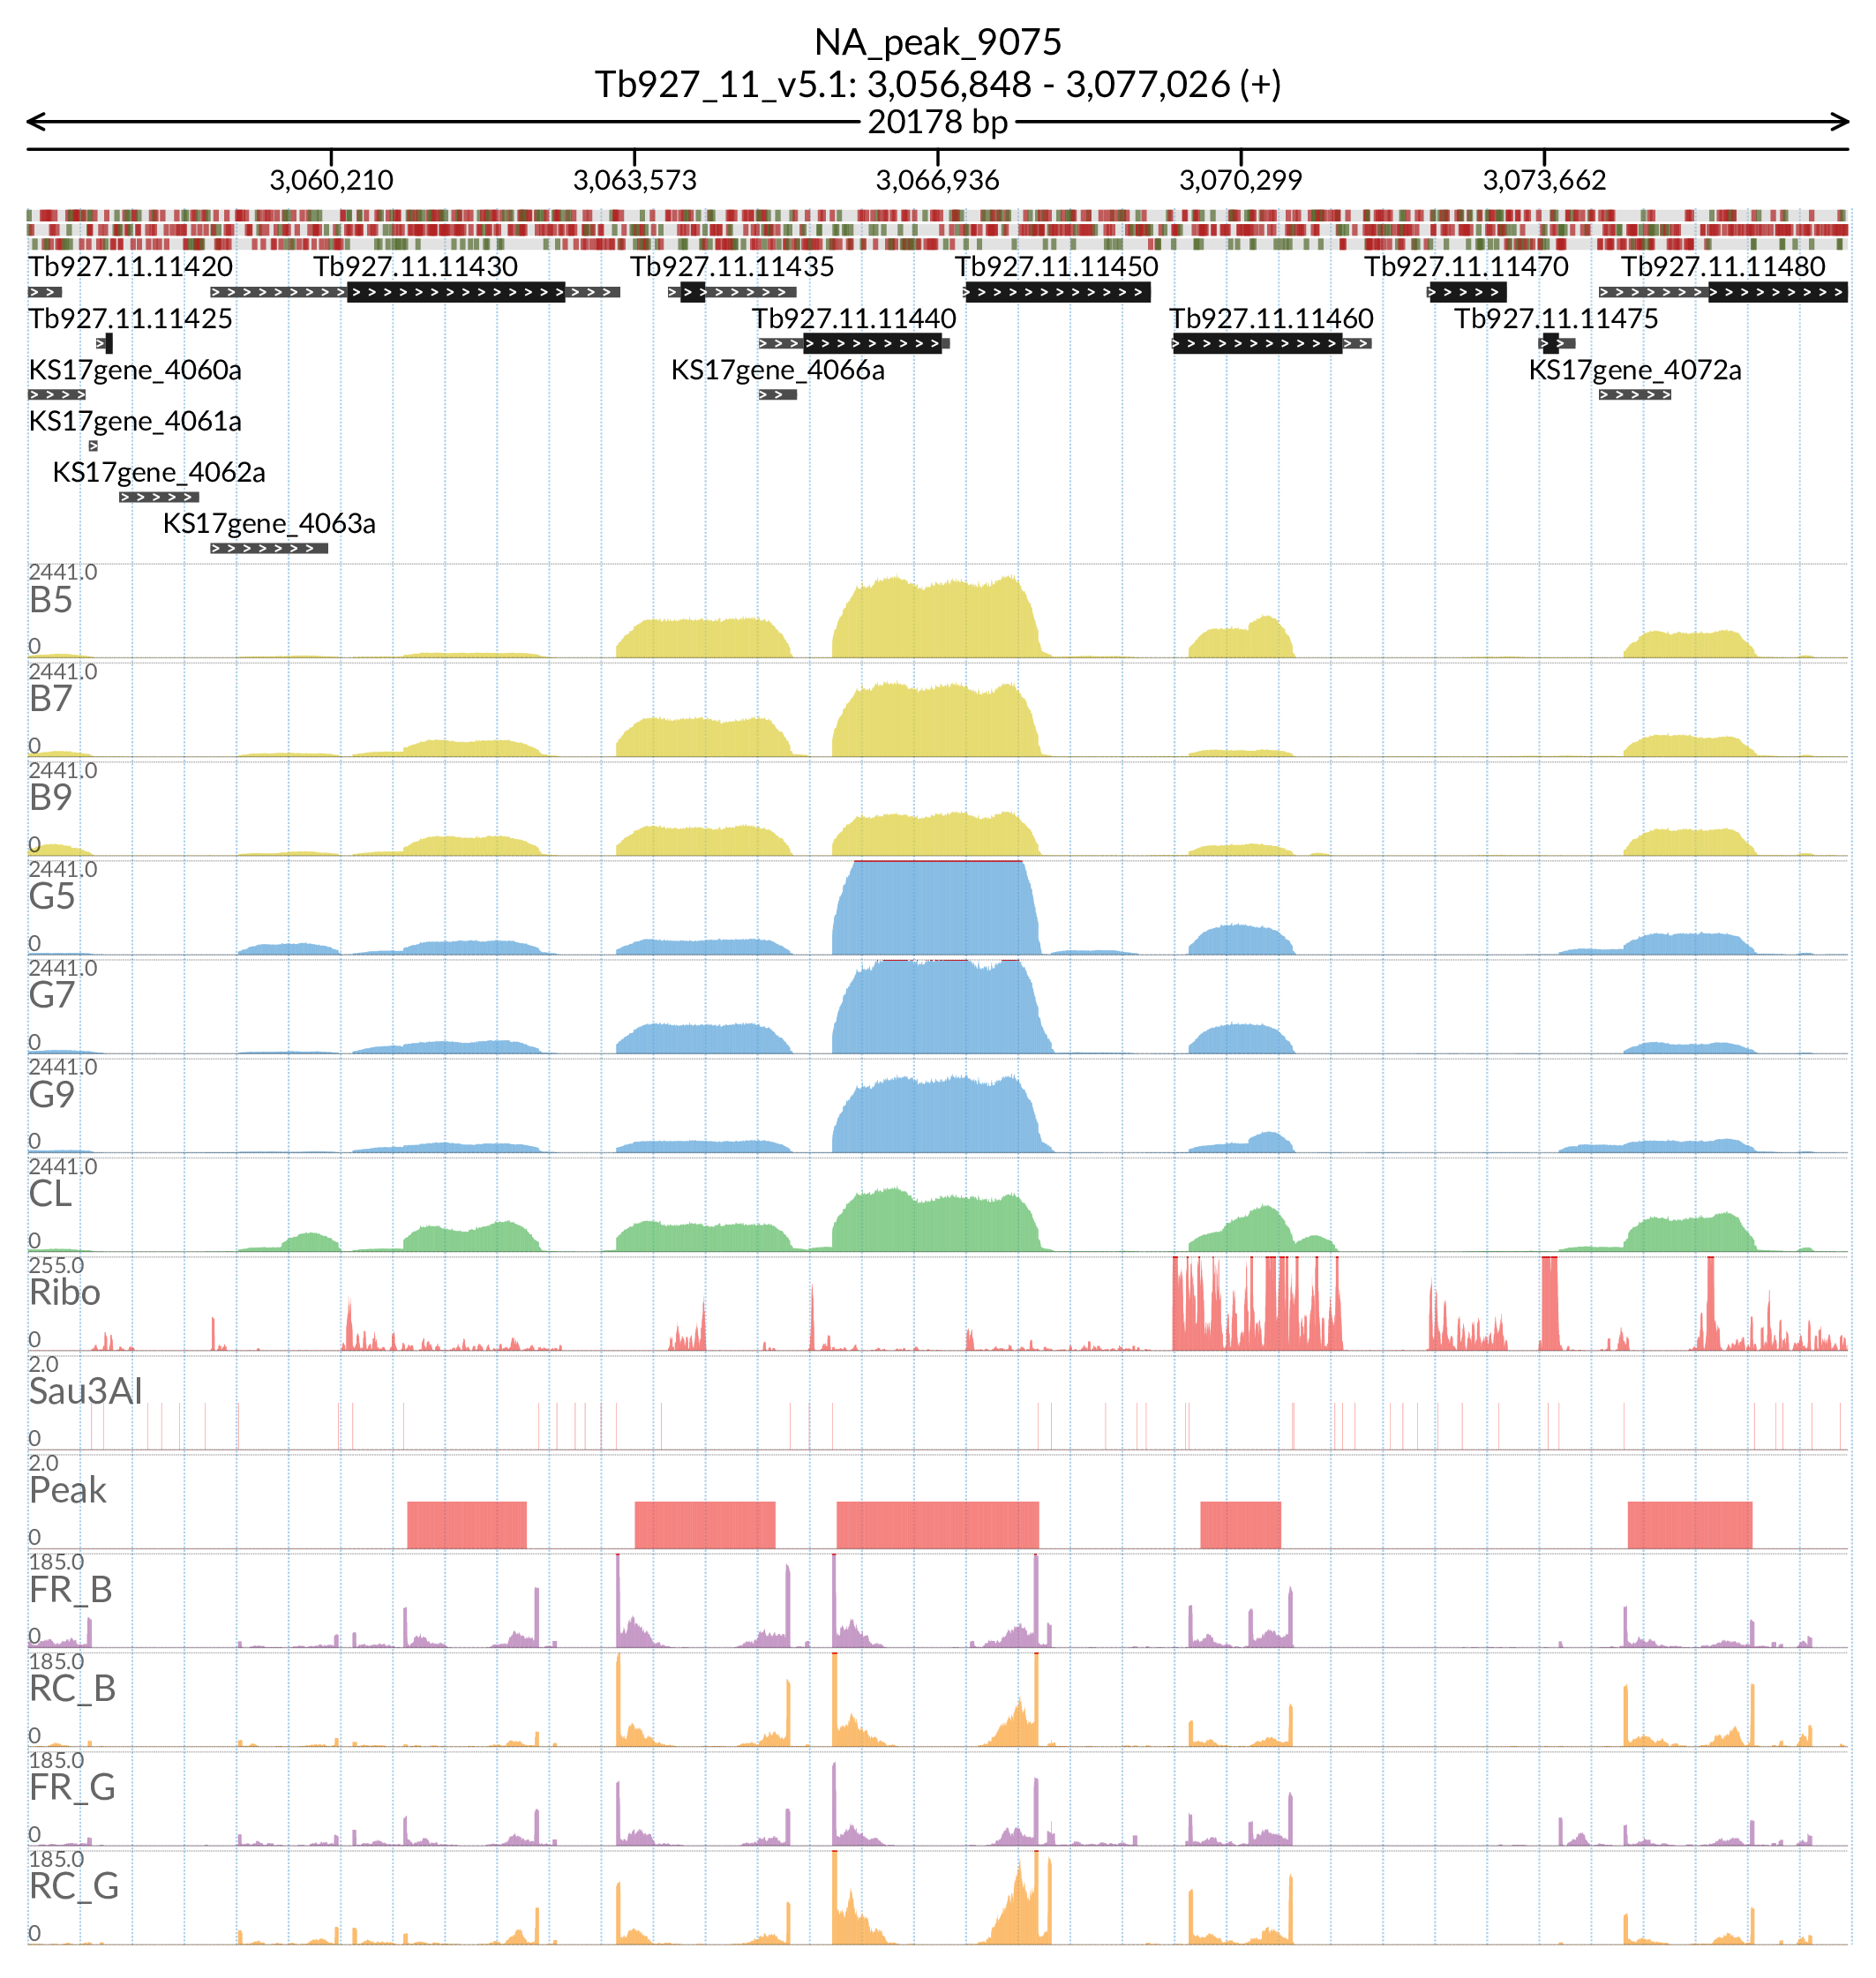 NA_peak_9075
Tb927_11_v5.1: 3,056,848 - 3,077,026 (+)
20178 bp
3,060,210 3,063,573 3,066,936 3,070,299 3,073,662
Tb927.11.11420 Tb927.11.11430 Tb927.11.11435 Tb927.11.11450 Tb927.11.11470 Tb927.11.11480
Tb927.11.11425 Tb927.11.11440 Tb927.11.11460 Tb927.11.11475
KS17gene_4060a KS17gene_4066a KS17gene_4072a
KS17gene_4061a
KS17gene_4062a
KS17gene_4063a
2441.0
B5
0
2441.0
B7
0
2441.0
B9
0
2441.0
G5
0
2441.0
G7
0
2441.0
G9
0
2441.0
CL
0
255.0
Ribo
0
2.0
Sau3AI
0
2.0
Peak
0
185.0
FR_B
0
185.0
RC_B
0
185.0
FR_G
0
185.0
RC_G
0